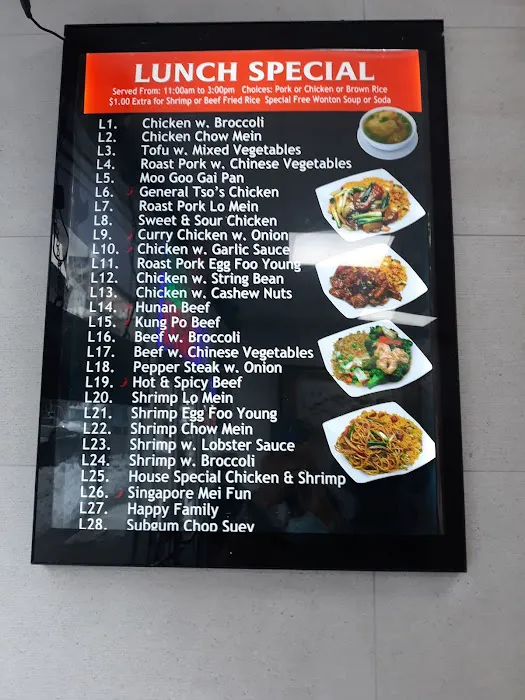 LUNCH SPECIAL
Served From: 11:00am to 3:00pm Choices: Pork or Chicken or Brown Rice
$1.00 Extra for Shrimp or Beef Fried Rice Special Free Wonton Soup or Soda
L1. Chicken w. Broccoli
L2. Chicken Chow Mein
L3. Tofu w. Mixed Vegetables
L4. Roast Pork w. Chinese Vegetables
L5. Moo Goo Gai Pan
L6. General Tso's Chicken
L7. Roast Pork Lo Mein
L8. Sweet & Sour Chicken
L9. Curry Chicken w. Onion
L10. Chicken w. Garlic Sauce
L11. Roast Pork Egg Foo Young
L12. Chicken w. String Bean
L13. Chicken w. Cashew Nuts
L14. Hunan Beef
L15. Kung Po Beef
L16. Beef w. Broccoli
L17. Beef w. Chinese Vegetables
L18. Pepper Steak w. Onion
L19. Hot & Spicy Beef
L20. Shrimp Lo Mein
L21. Shrimp Egg Foo Young
L22. Shrimp Chow Mein
L23. Shrimp w. Lobster Sauce
L24. Shrimp w. Broccoli
L25. House Special Chicken & Shrimp
L26. Singapore Mei Fun
L27. Happy Family
L28. Subgum Chop Suey